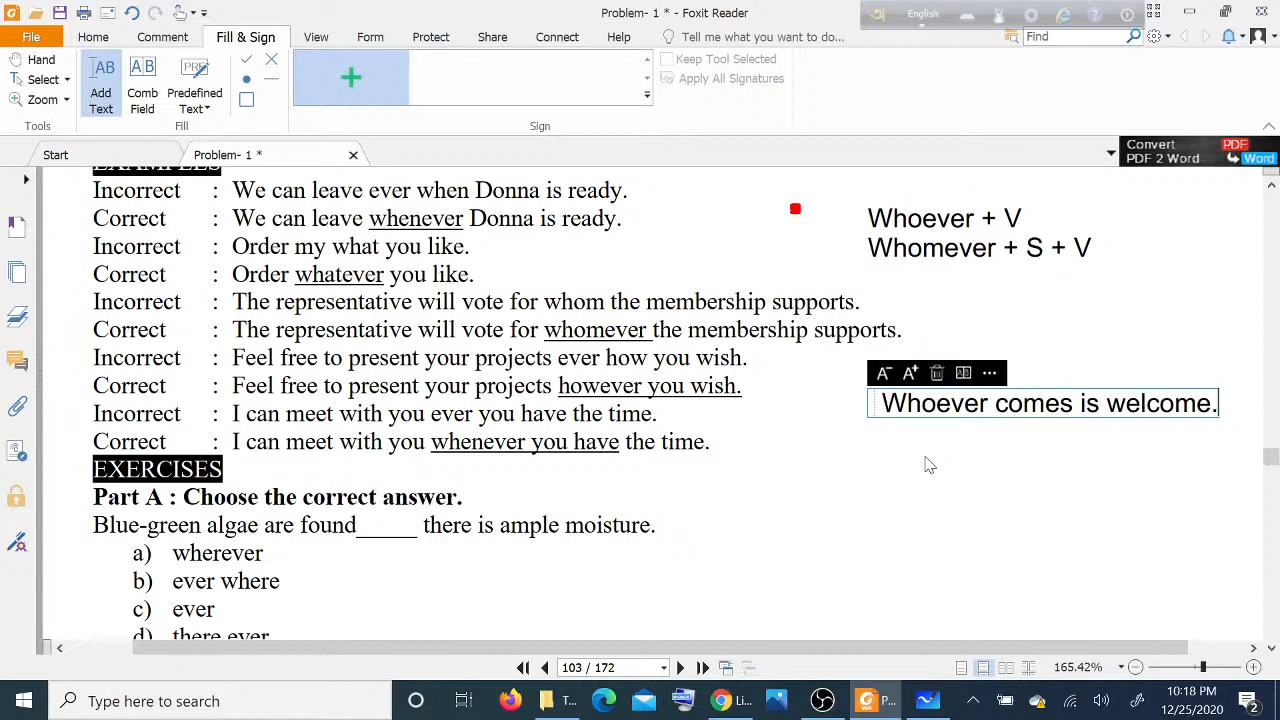 Problem- 1 * - Foxit Reader
English
File Home Comment Fill & Sign View Form Protect Share Connect Help Tell me what you want to do... Find
Hand
Select
Zoom
Tools
Add Text
Comb Field
Predefined Text
Fill
Keep Tool Selected
Apply All Signatures
Sign
Start Problem- 1 *
Convert PDF
PDF 2 Word Word
EXAMPLES
Incorrect : We can leave ever when Donna is ready.
Correct : We can leave whenever Donna is ready.
Incorrect : Order my what you like.
Correct : Order whatever you like.
Incorrect : The representative will vote for whom the membership supports.
Correct : The representative will vote for whomever the membership supports.
Incorrect : Feel free to present your projects ever how you wish.
Correct : Feel free to present your projects however you wish.
Incorrect : I can meet with you ever you have the time.
Correct : I can meet with you whenever you have the time.
Whoever + V
Whomever + S + V
A- A+
Whoever comes is welcome.
EXERCISES
Part A : Choose the correct answer.
Blue-green algae are found_____ there is ample moisture.
a) wherever
b) ever where
c) ever
d) there ever
103 / 172 165.42%
Type here to search
T...
Li...
P...
10:18 PM
12/25/2020
2